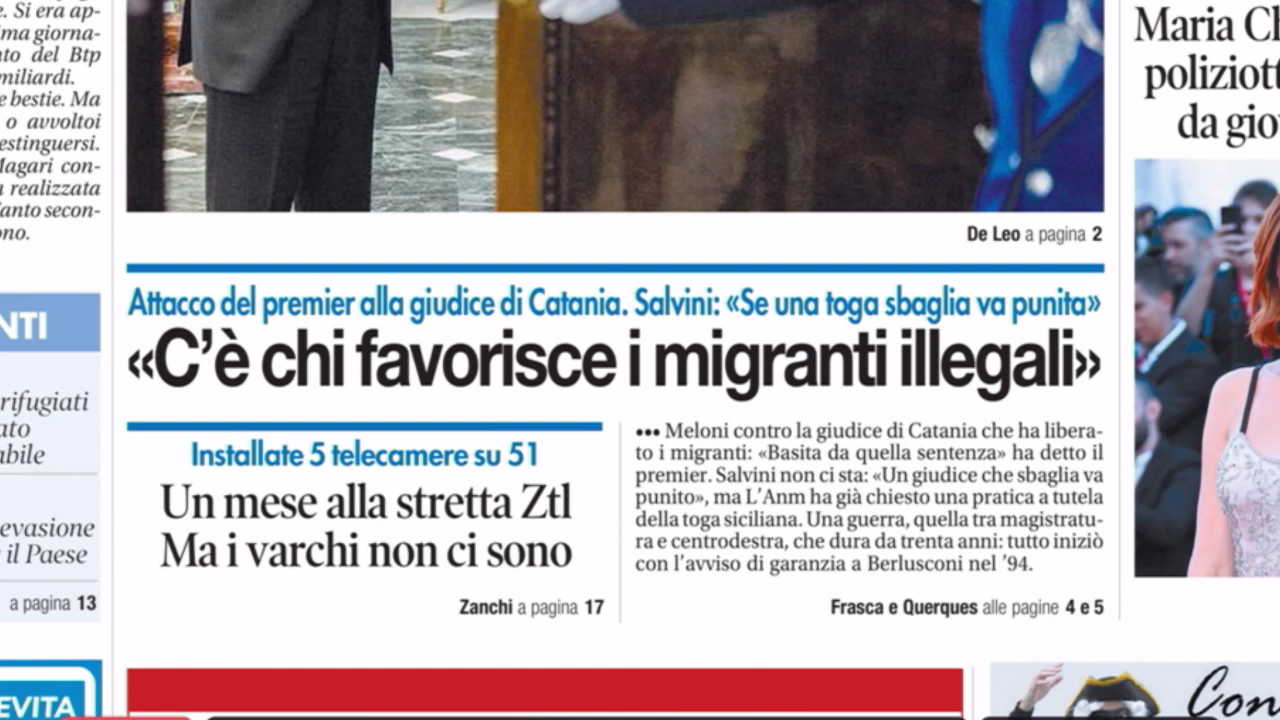 . Si era ap-
ma giorna-
del Btp
miliardi.
e bestie. Ma
o avvoltoi
estinguersi.
Magari con-
realizzata
anto secon-
ono.
De Leo a pagina 2
Attacco del premier alla giudice di Catania. Salvini: «Se una toga sbaglia va punita»
«C'è chi favorisce i migranti illegali»
Installate 5 telecamere su 51
Un mese alla stretta Ztl
Ma i varchi non ci sono
Zanchi a pagina 17
••• Meloni contro la giudice di Catania che ha libera-
to i migranti: «Basita da quella sentenza» ha detto il
premier. Salvini non ci sta: «Un giudice che sbaglia va
punito», ma L'Anm ha già chiesto una pratica a tutela
della toga siciliana. Una guerra, quella tra magistratu-
ra e centrodestra, che dura da trenta anni: tutto iniziò
con l'avviso di garanzia a Berlusconi nel '94.
Frasca e Querques alle pagine 4 e 5
NTI
rifugiati
ato
abile
evasione
il Paese
a pagina 13
EVITA
Maria Ch
poliziott
da giov
Con